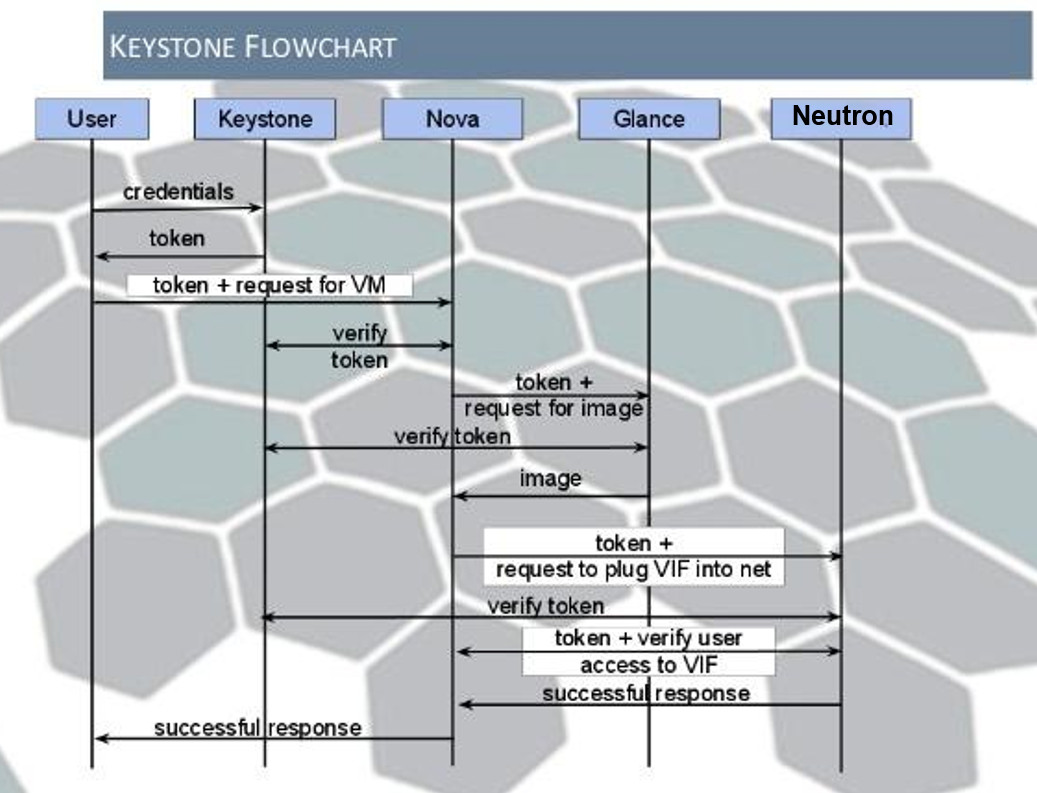 KEYSTONE FLOWCHART
User
Keystone
Nova
Glance
Neutron
credentials
token
token + request for VM
verify
token
token +
request for image
verify token
image
token +
request to plug VIF into net
verify token
token + verify user
access to VIF
successful response
successful response